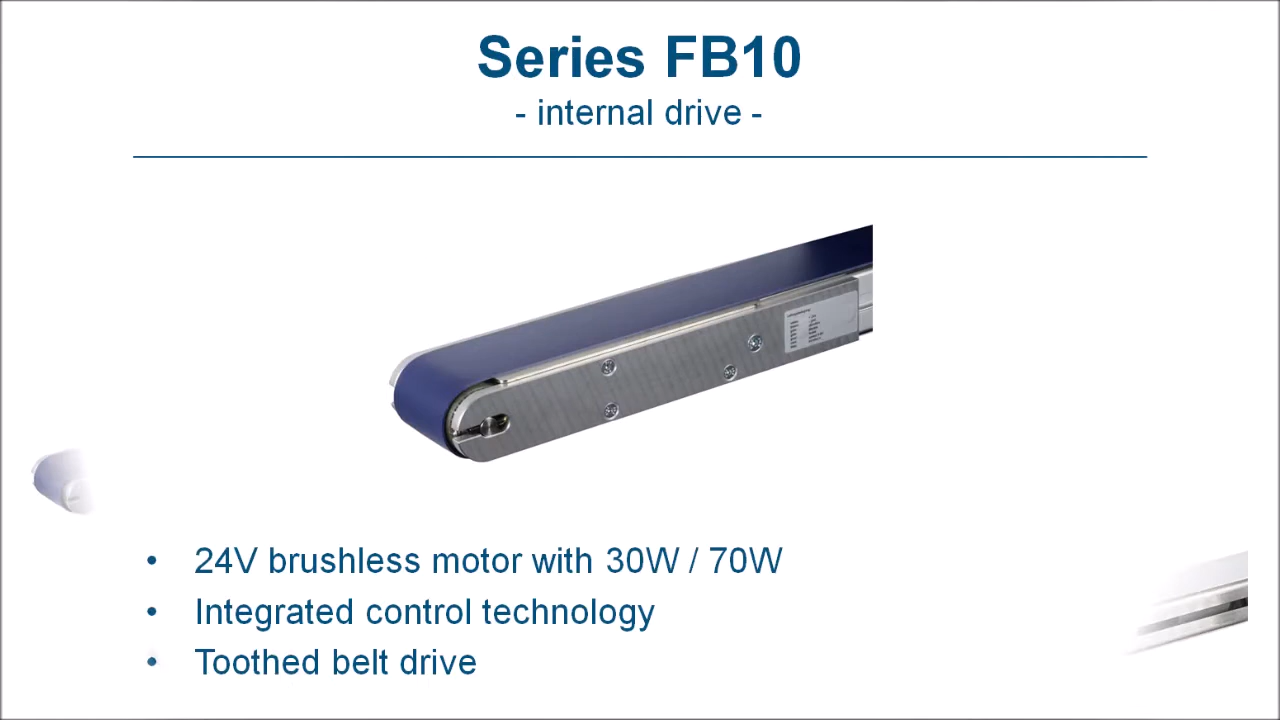 Series FB10
- internal drive -
• 24V brushless motor with 30W / 70W
• Integrated control technology
• Toothed belt drive